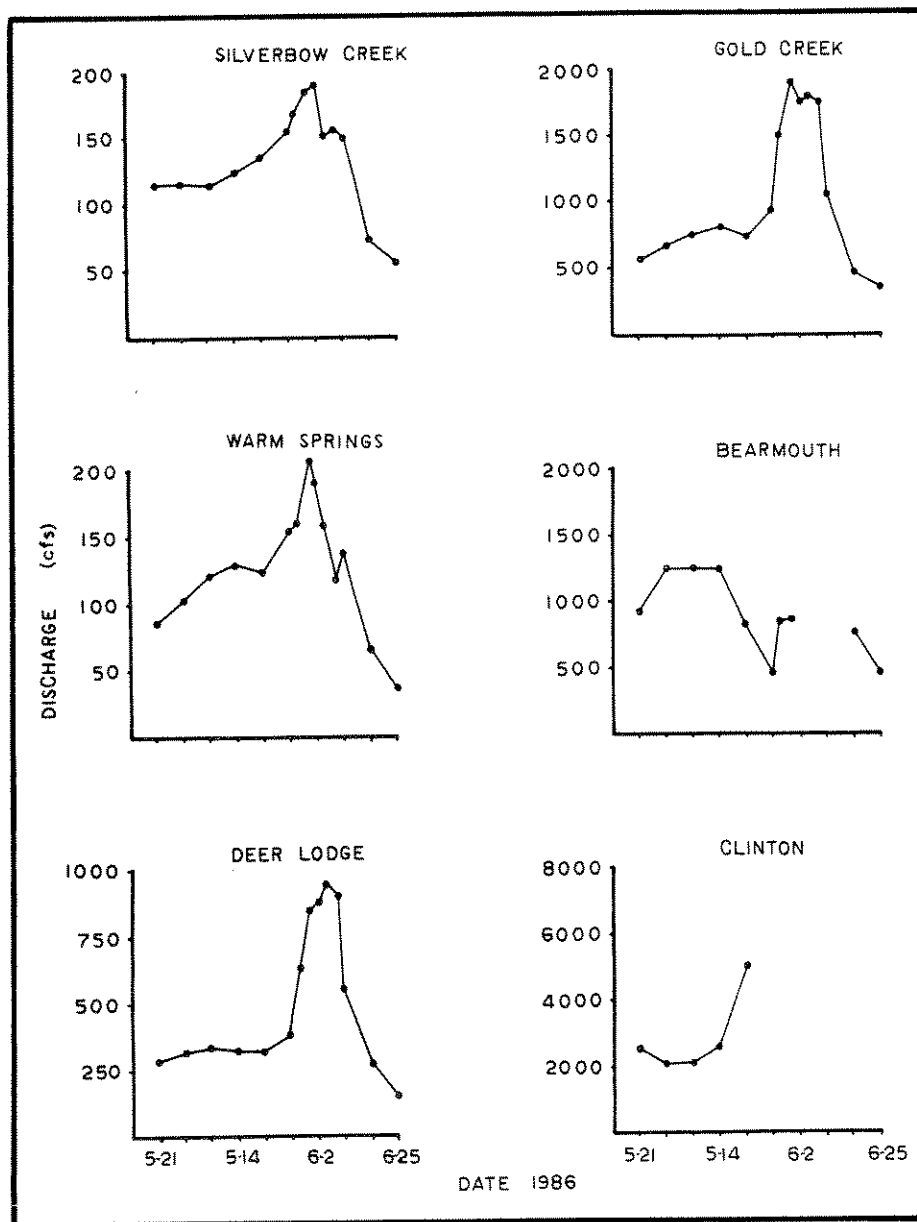 SILVERBOW CREEK
200
150
100
50
GOLD CREEK
2000
1500
1000
500
WARM SPRINGS
200
150
100
50
BEARMOUTH
2000
1500
1000
500
DISCHARGE (cfs)
DEER LODGE
1000
750
500
250
5-21 5-14 6-2 6-25
CLINTON
8000
6000
4000
2000
5-21 5-14 6-2 6-25
DATE 1986